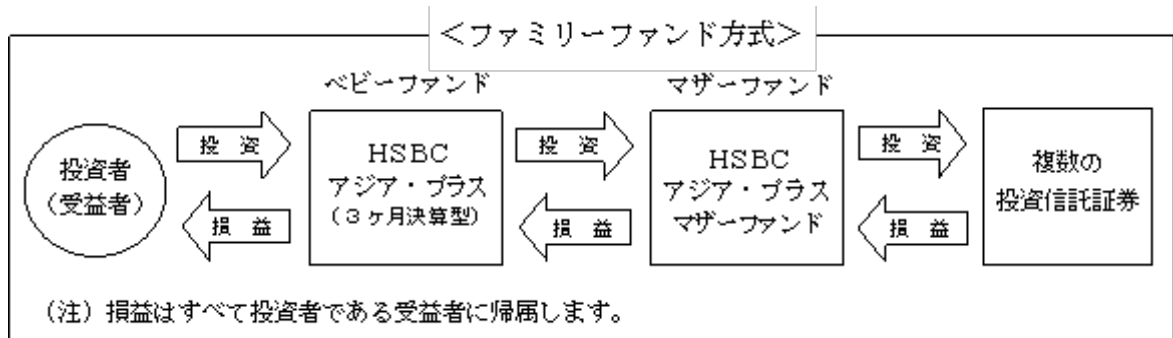 ＜ファミリーファンド方式＞
ベビーファンド
マザーファンド
投資者
（受益者）
投　資
損　益
HSBC
アジア・プラス
（３ヶ月決算型）
投　資
損　益
HSBC
アジア・プラス
マザーファンド
投　資
損　益
複数の
投資信託証券
（注）損益はすべて投資者である受益者に帰属します。